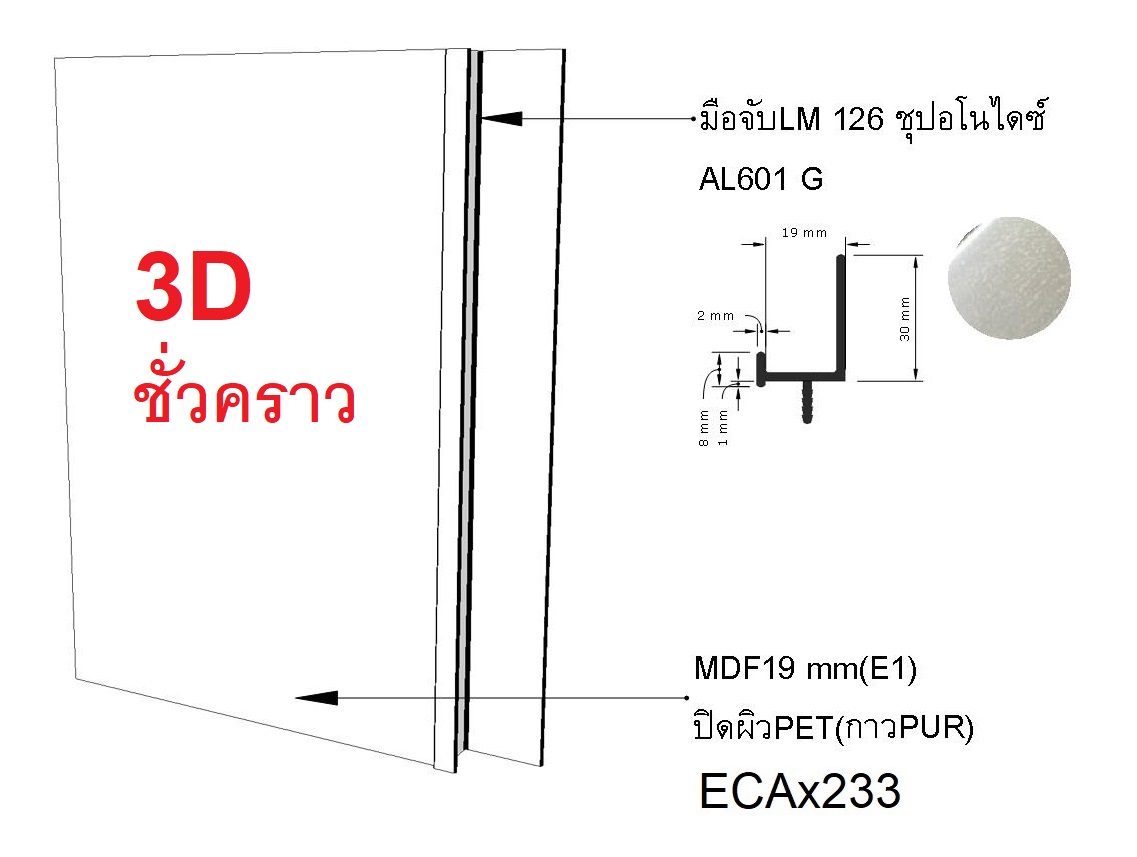 มือจับLM 126 ชุปอโนไดซ์
AL601 G
19 mm
3D
ชั่วคราว
2 mm
30 mm
8 mm
1 mm
MDF19 mm(E1)
ปิดผิวPET(กาวPUR)
ECAx233